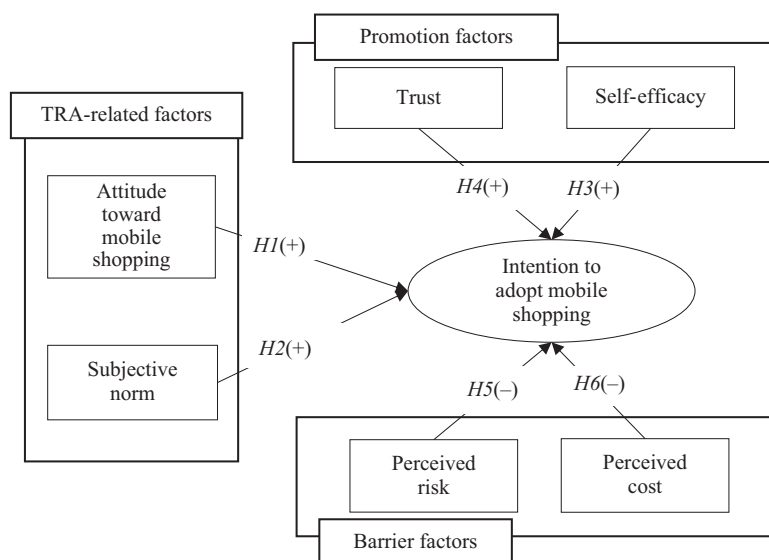 Promotion factors
Trust
Self-efficacy
TRA-related factors
Attitude
toward
mobile
shopping
H1(+)
H4(+)
H3(+)
Intention to
adopt mobile
shopping
H2(+)
Subjective
norm
H5(–)
H6(–)
Perceived
risk
Perceived
cost
Barrier factors